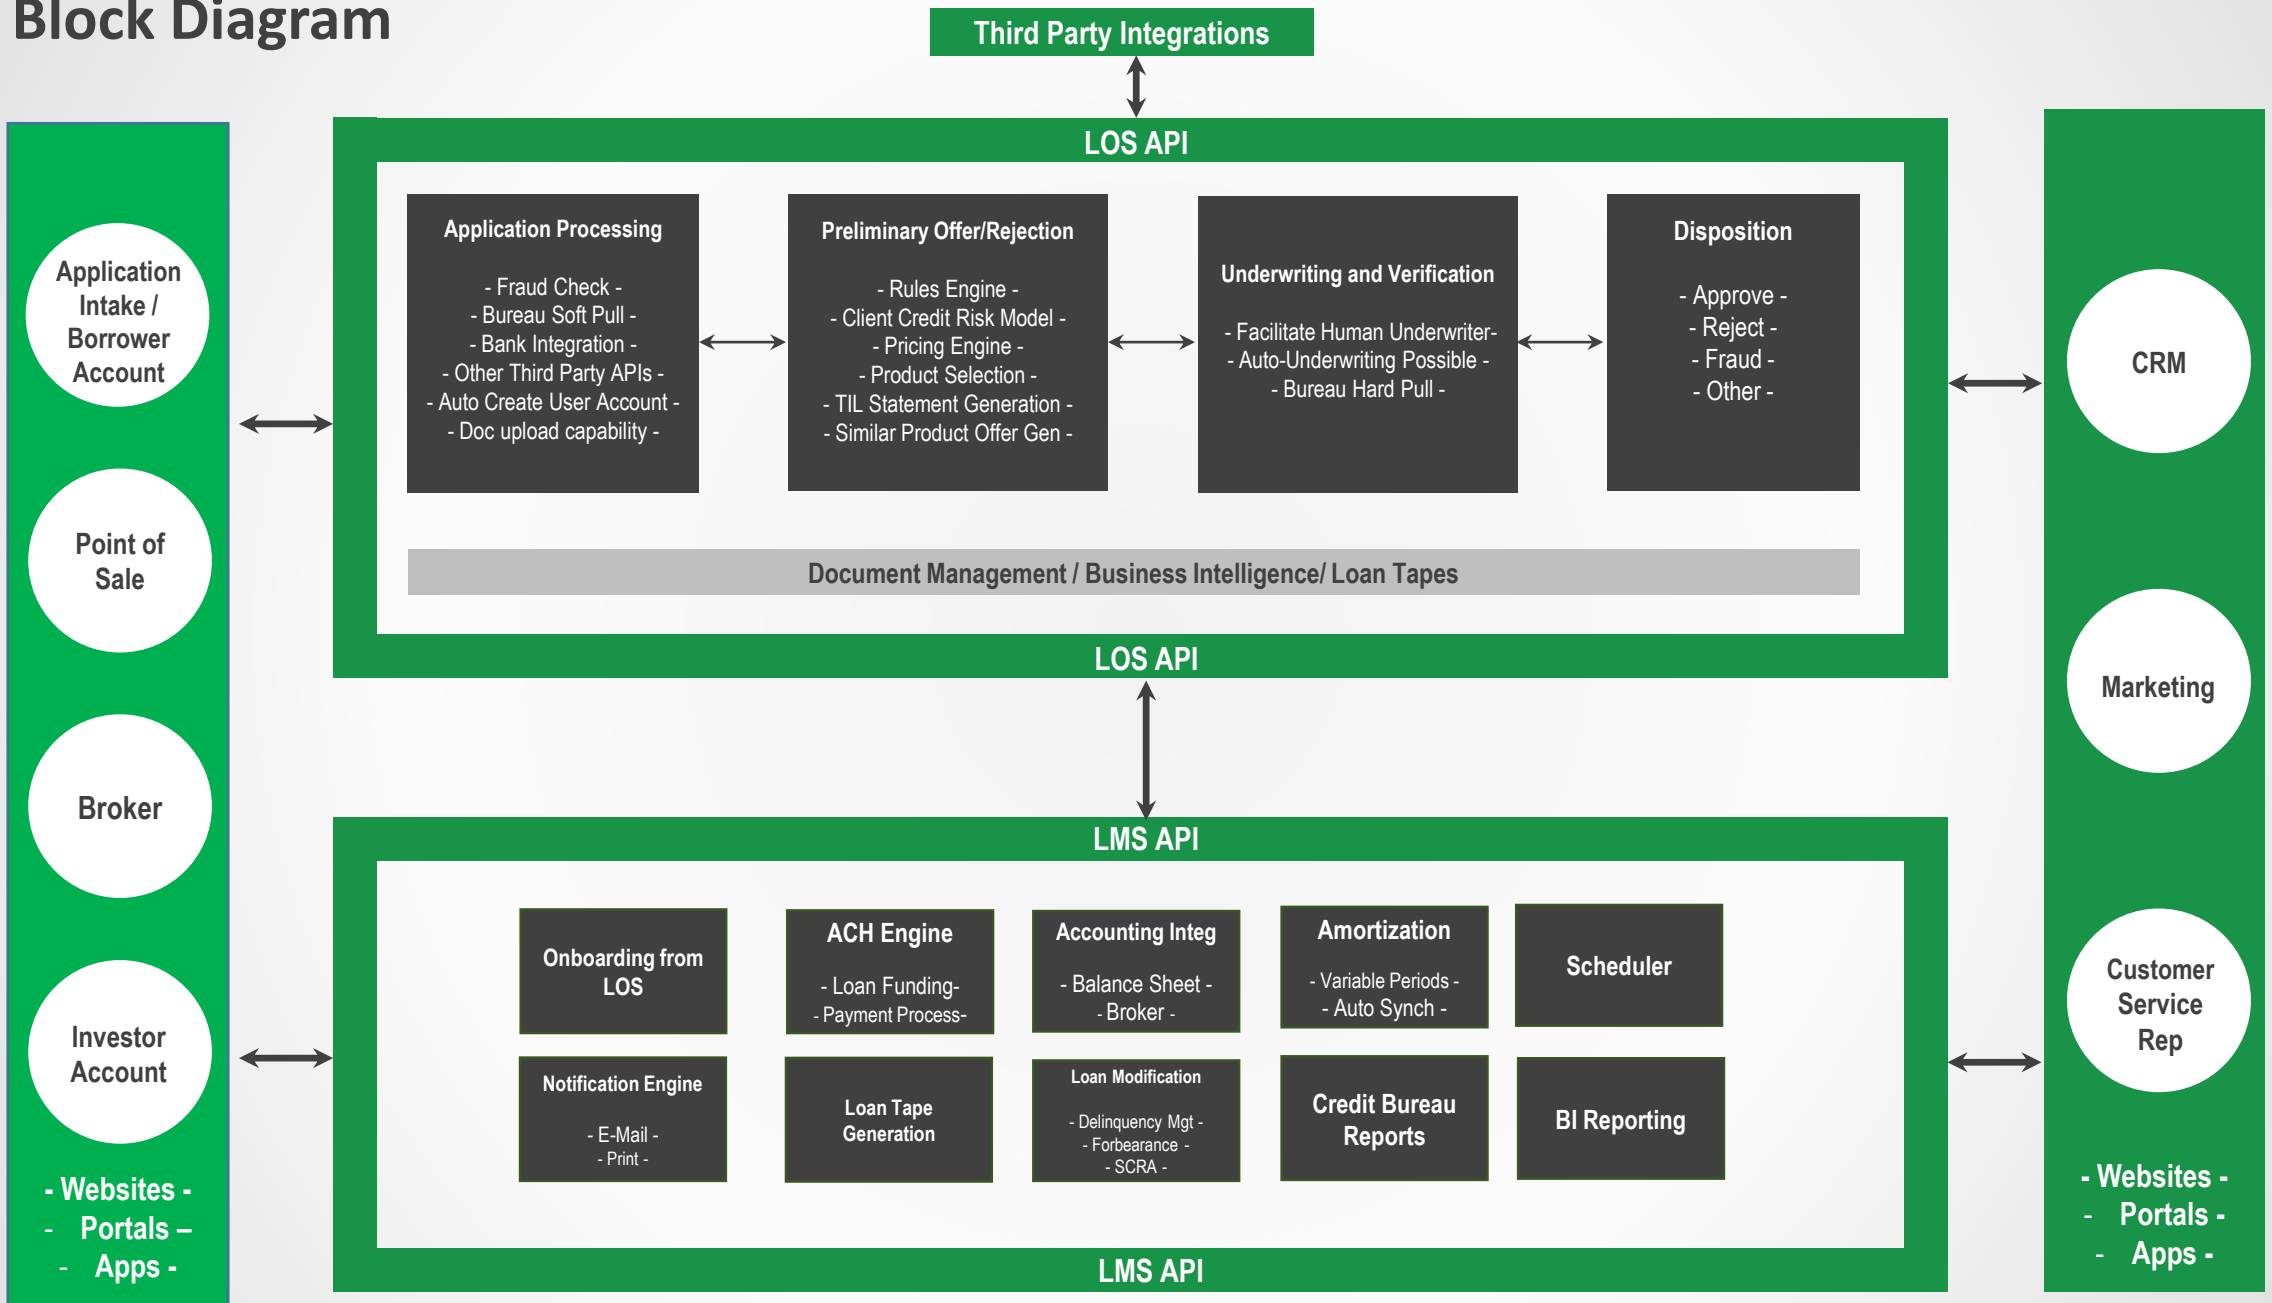 Block Diagram
Third Party Integrations
Application
Intake /
Borrower
Account
Point of
Sale
Broker
Investor
Account
- Websites -
- Portals –
- Apps -
LOS API
Application Processing
- Fraud Check -
- Bureau Soft Pull -
- Bank Integration -
- Other Third Party APIs -
- Auto Create User Account -
- Doc upload capability -
Preliminary Offer/Rejection
- Rules Engine -
- Client Credit Risk Model -
- Pricing Engine -
- Product Selection -
- TIL Statement Generation -
- Similar Product Offer Gen -
Underwriting and Verification
- Facilitate Human Underwriter-
- Auto-Underwriting Possible -
- Bureau Hard Pull -
Disposition
- Approve -
- Reject -
- Fraud -
- Other -
Document Management / Business Intelligence/ Loan Tapes
LOS API
LMS API
Onboarding from
LOS
ACH Engine
- Loan Funding-
- Payment Process-
Accounting Integ
- Balance Sheet -
- Broker -
Amortization
- Variable Periods -
- Auto Synch -
Scheduler
Notification Engine
- E-Mail -
- Print -
Loan Tape
Generation
Loan Modification
- Delinquency Mgt -
- Forbearance -
- SCRA -
Credit Bureau
Reports
BI Reporting
LMS API
CRM
Marketing
Customer
Service
Rep
- Websites -
- Portals -
- Apps -